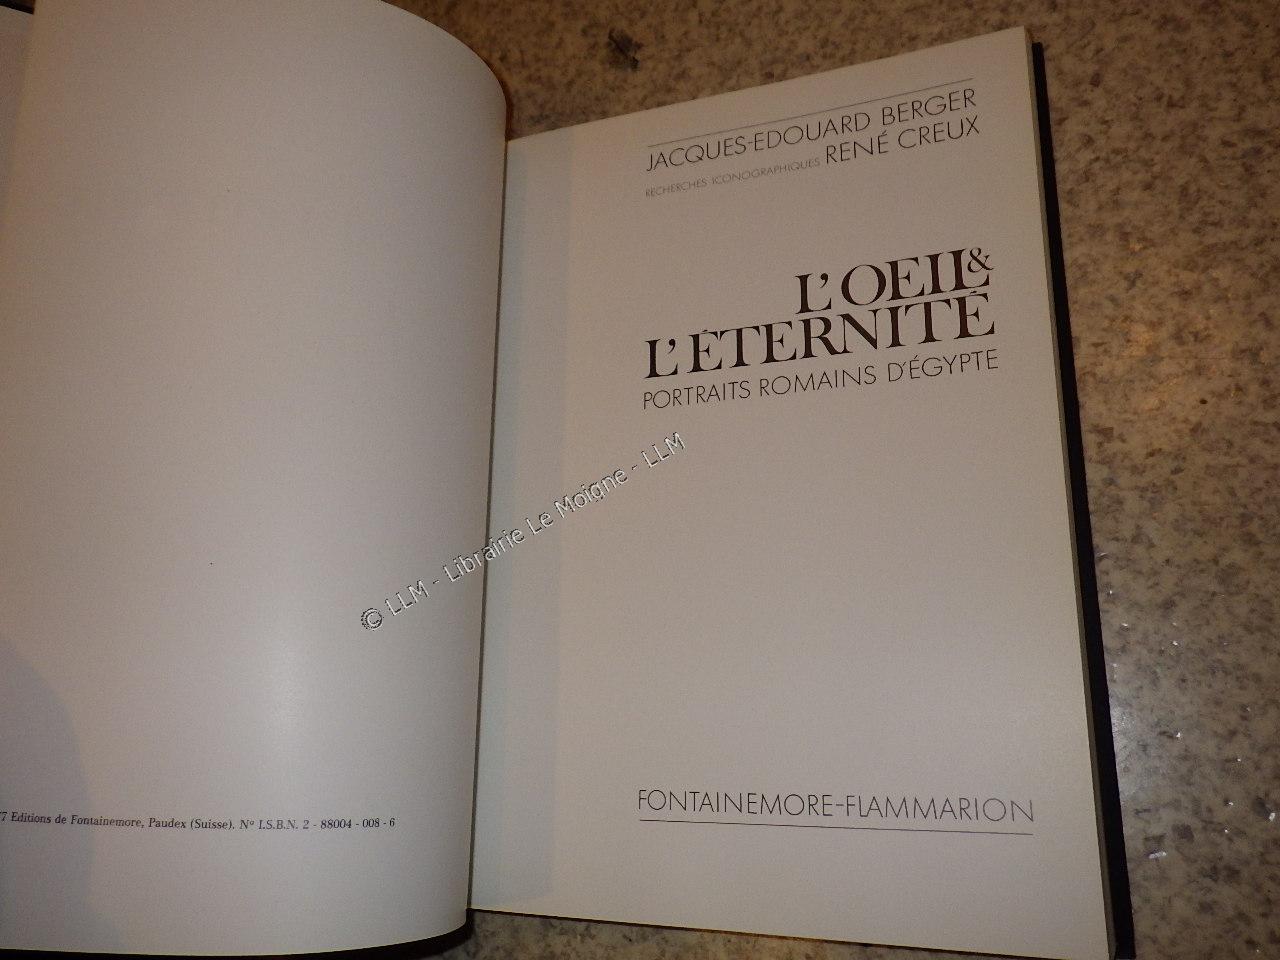 7 Editions de Fontainemore, Paudex (Suisse). Nº I.S.B.N. 2 - 88004 - 008 - 6
JACQUES-EDOUARD BERGER
RECHERCHES ICONOGRAPHIQUES RENÉ CREUX
L'OEIL &
L'ÉTERNITÉ
PORTRAITS ROMAINS D'ÉGYPTE
© LLM - Librairie Le Moigne - LLM
FONTAINEMORE-FLAMMARION